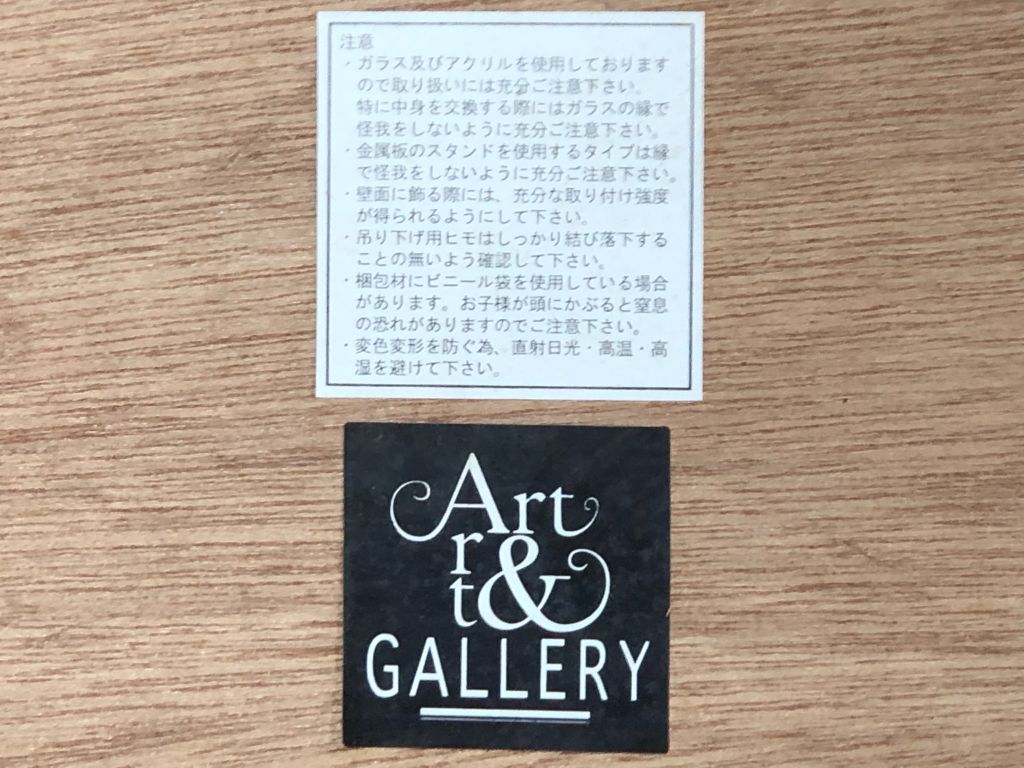 注意
・ガラス及びアクリルを使用しております
ので取り扱いには充分ご注意下さい。
特に中身を交換する際にはガラスの縁で
怪我をしないように充分ご注意下さい。
・金属板のスタンドを使用するタイプは縁
で怪我をしないように充分ご注意下さい。
・壁面に飾る際には、充分な取り付け強度
が得られるようにして下さい。
・吊り下げ用ヒモはしっかり結び落下する
ことの無いよう確認して下さい。
・梱包材にビニール袋を使用している場合
があります。お子様が頭にかぶると窒息
の恐れがありますのでご注意下さい。
・変色変形を防ぐ為、直射日光・高温・高
湿を避けて下さい。
Art
r&
t
GALLERY